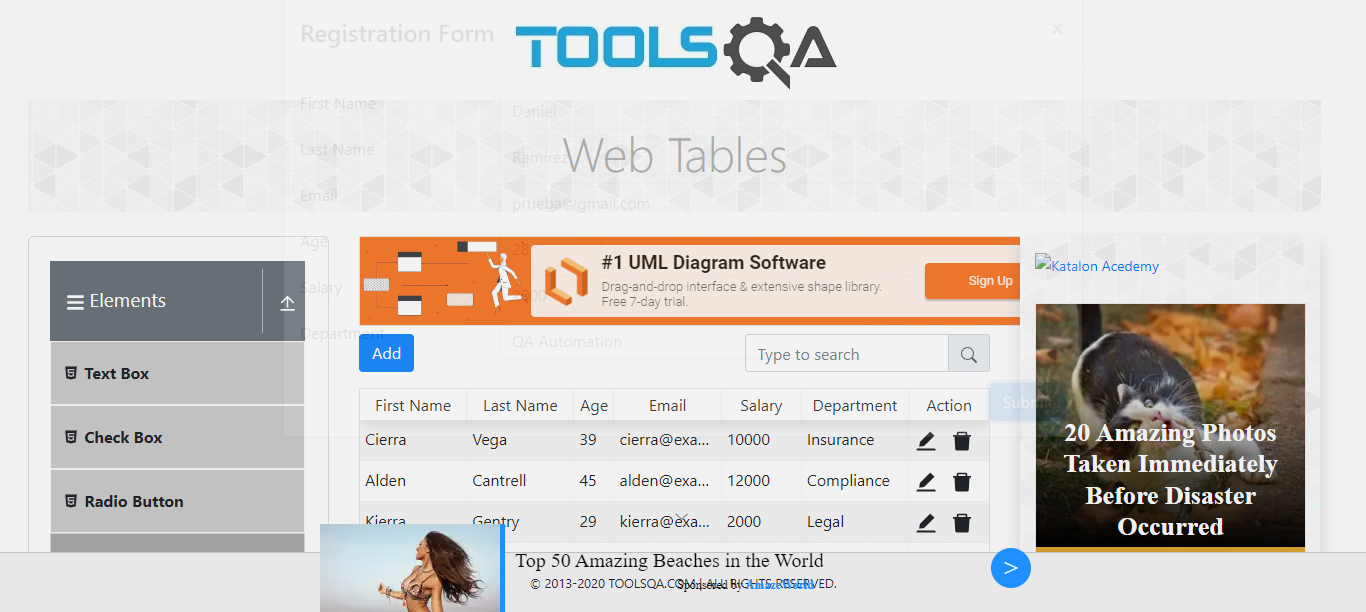 Registration Form
×
TOOLSQA
First Name
Daniel
Last Name
Ramirez
Web Tables
Email
prueba@gmail.com
Age
28
Salary
Department
QA Automation
Submit
Elements
Text Box
Check Box
Radio Button
#1 UML Diagram Software
Drag-and-drop interface & extensive shape library.
Free 7-day trial.
Sign Up
Add
Type to search
First Name Last Name Age Email Salary Department Action
Cierra Vega 39 cierra@exa... 10000 Insurance
Alden Cantrell 45 alden@exa... 12000 Compliance
Kierra Gentry 29 kierra@exa... 2000 Legal
Katalon Acedemy
20 Amazing Photos
Taken Immediately
Before Disaster
Occurred
Top 50 Amazing Beaches in the World
© 2013-2020 TOOLSQA.COM | ALL RIGHTS RESERVED.
Sponsored by Amaze World
>